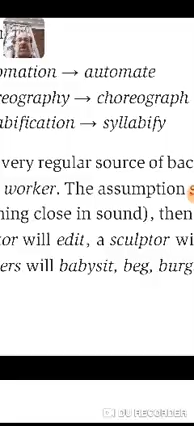 omation → automate
reography → choreograph
abification → syllabify
very regular source of bac
worker. The assumption s
ning close in sound), then
tor will edit, a sculptor wi
ers will babysit, beg, burg
DU RECORDER